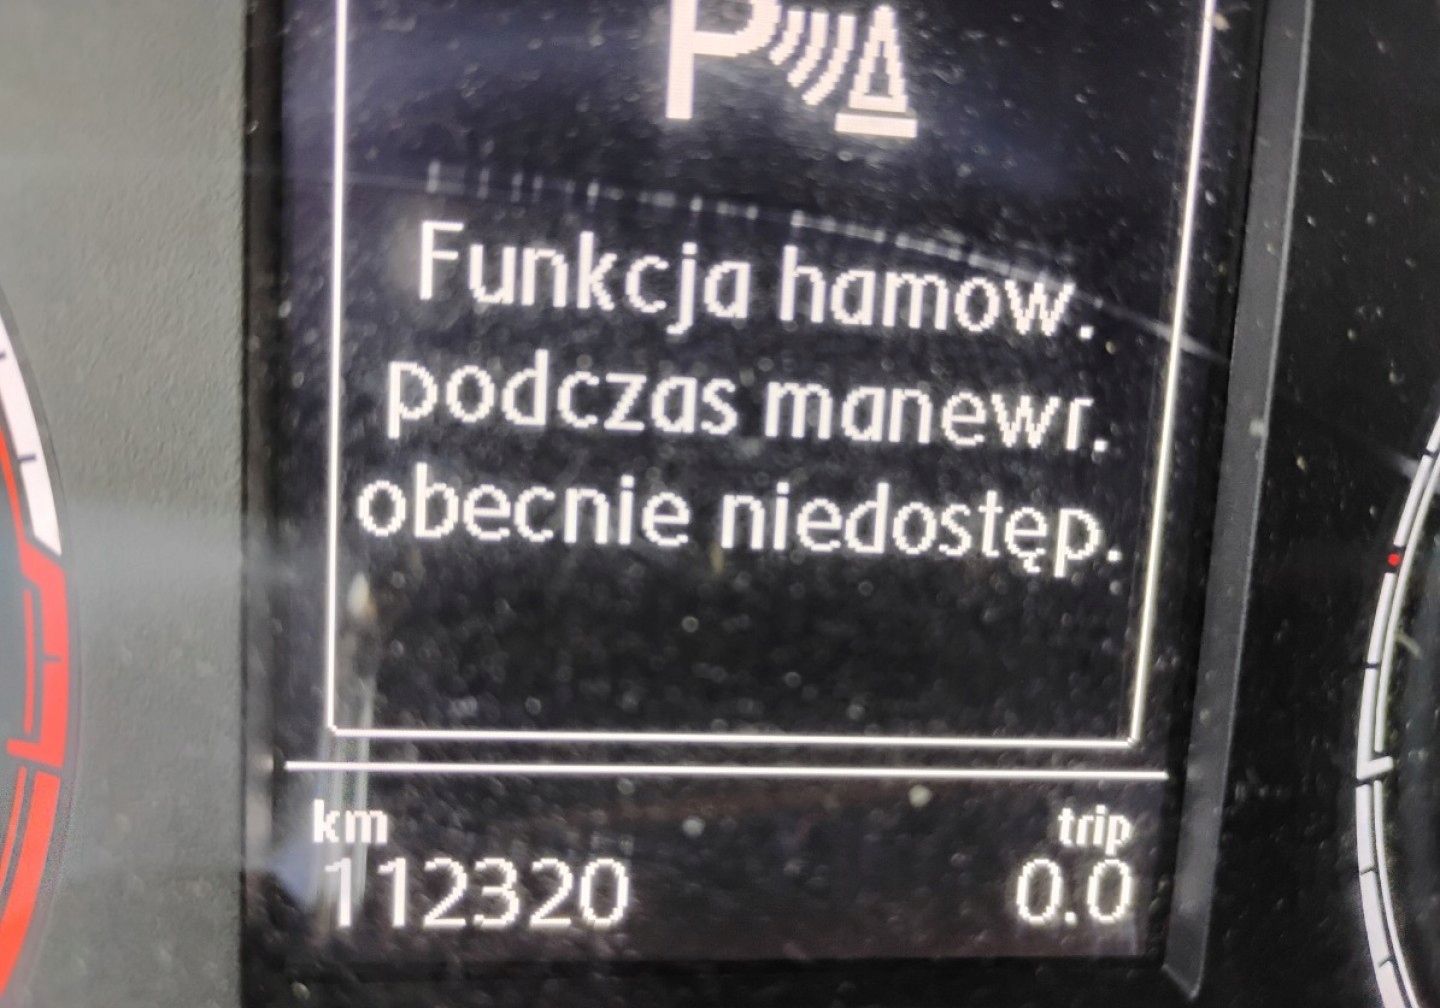 P
Funkcja hamow.
podczas manewr.
obecnie niedostęp.
km trip
112320 0.0